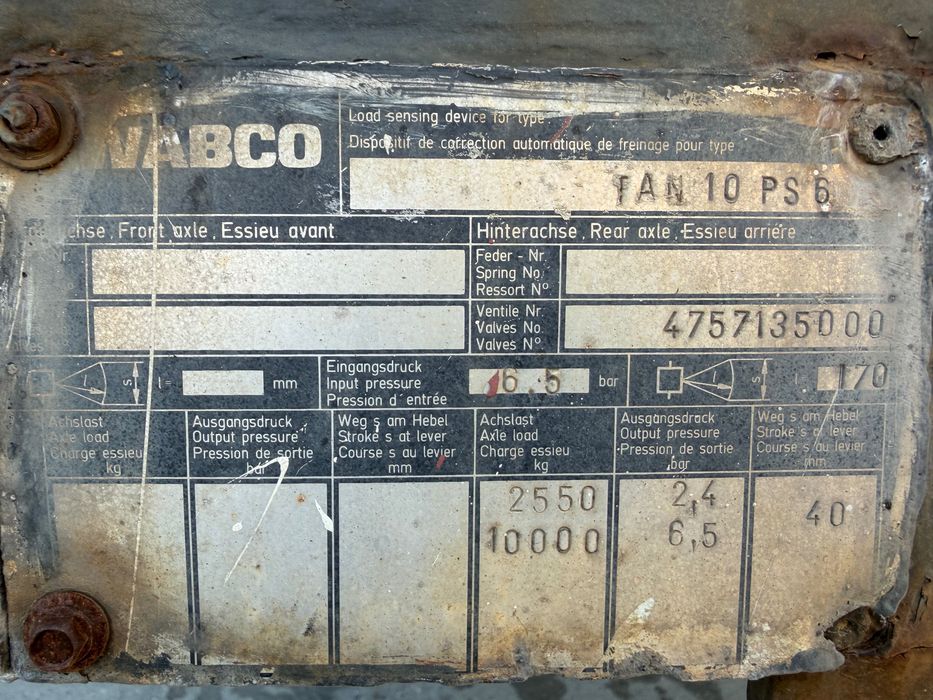 WABCO
Load sensing device for type
Dispositif de correction automatique de freinage pour type
TAN 10 PS 6
Front axle, Essieu avant
Hinterachse, Rear axle, Essieu arriére
Feder - Nr.
Spring No.
Ressort N°
Ventile Nr.
Valves No.
Valves N°
4757135000
l= mm
Eingangsdruck
Input pressure
Pression d'entrée
6.5 bar
170
Achslast
Axle load
Charge essieu
kg
Ausgangsdruck
Output pressure
Pression de sortie
bar
Weg s am Hebel
Stroke s at lever
Course s au levier
mm
Achslast
Axle load
Charge essieu
kg
Ausgangsdruck
Output pressure
Pression de sortie
bar
Weg s am Hebel
Stroke s at lever
Course s au levier
mm
2550 2,4 40
10000 6,5